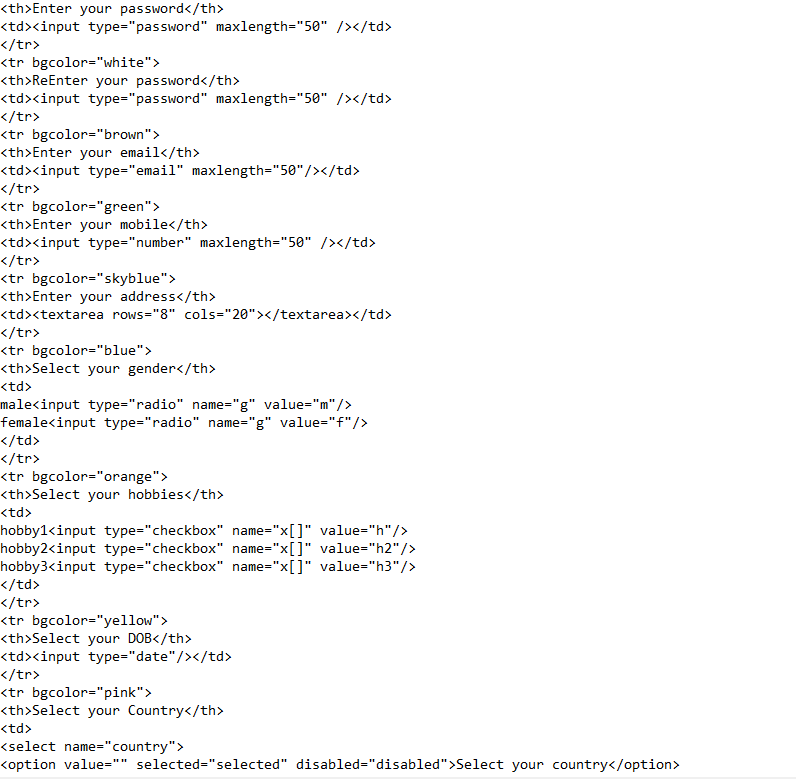 <th>Enter your password</th>
<td><input type="password" maxlength="50" /></td>
</tr>
<tr bgcolor="white">
<th>ReEnter your password</th>
<td><input type="password" maxlength="50" /></td>
</tr>
<tr bgcolor="brown">
<th>Enter your email</th>
<td><input type="email" maxlength="50"/></td>
</tr>
<tr bgcolor="green">
<th>Enter your mobile</th>
<td><input type="number" maxlength="50" /></td>
</tr>
<tr bgcolor="skyblue">
<th>Enter your address</th>
<td><textarea rows="8" cols="20"></textarea></td>
</tr>
<tr bgcolor="blue">
<th>Select your gender</th>
<td>
male<input type="radio" name="g" value="m"/>
female<input type="radio" name="g" value="f"/>
</td>
</tr>
<tr bgcolor="orange">
<th>Select your hobbies</th>
<td>
hobby1<input type="checkbox" name="x[]" value="h"/>
hobby2<input type="checkbox" name="x[]" value="h2"/>
hobby3<input type="checkbox" name="x[]" value="h3"/>
</td>
</tr>
<tr bgcolor="yellow">
<th>Select your DOB</th>
<td><input type="date"/></td>
</tr>
<tr bgcolor="pink">
<th>Select your Country</th>
<td>
<select name="country">
<option value="" selected="selected" disabled="disabled">Select your country</option>